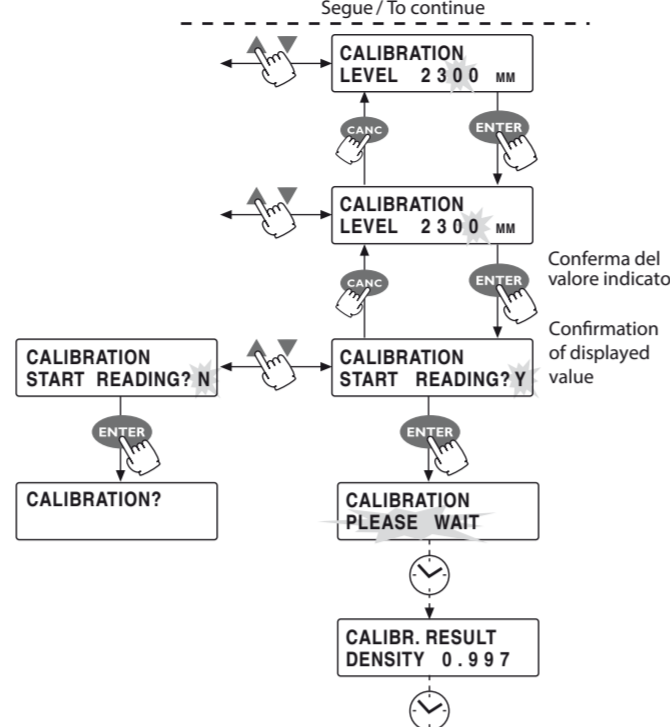 Segue / To continue
CALIBRATION
LEVEL 2300 MM
CANC
ENTER
CALIBRATION
LEVEL 2300 MM
CANC
ENTER
Conferma del
valore indicato
Confirmation
of displayed
value
CALIBRATION
START READING? N
CALIBRATION
START READING? Y
ENTER
ENTER
CALIBRATION?
CALIBRATION
PLEASE WAIT
CALIBR. RESULT
DENSITY 0.997